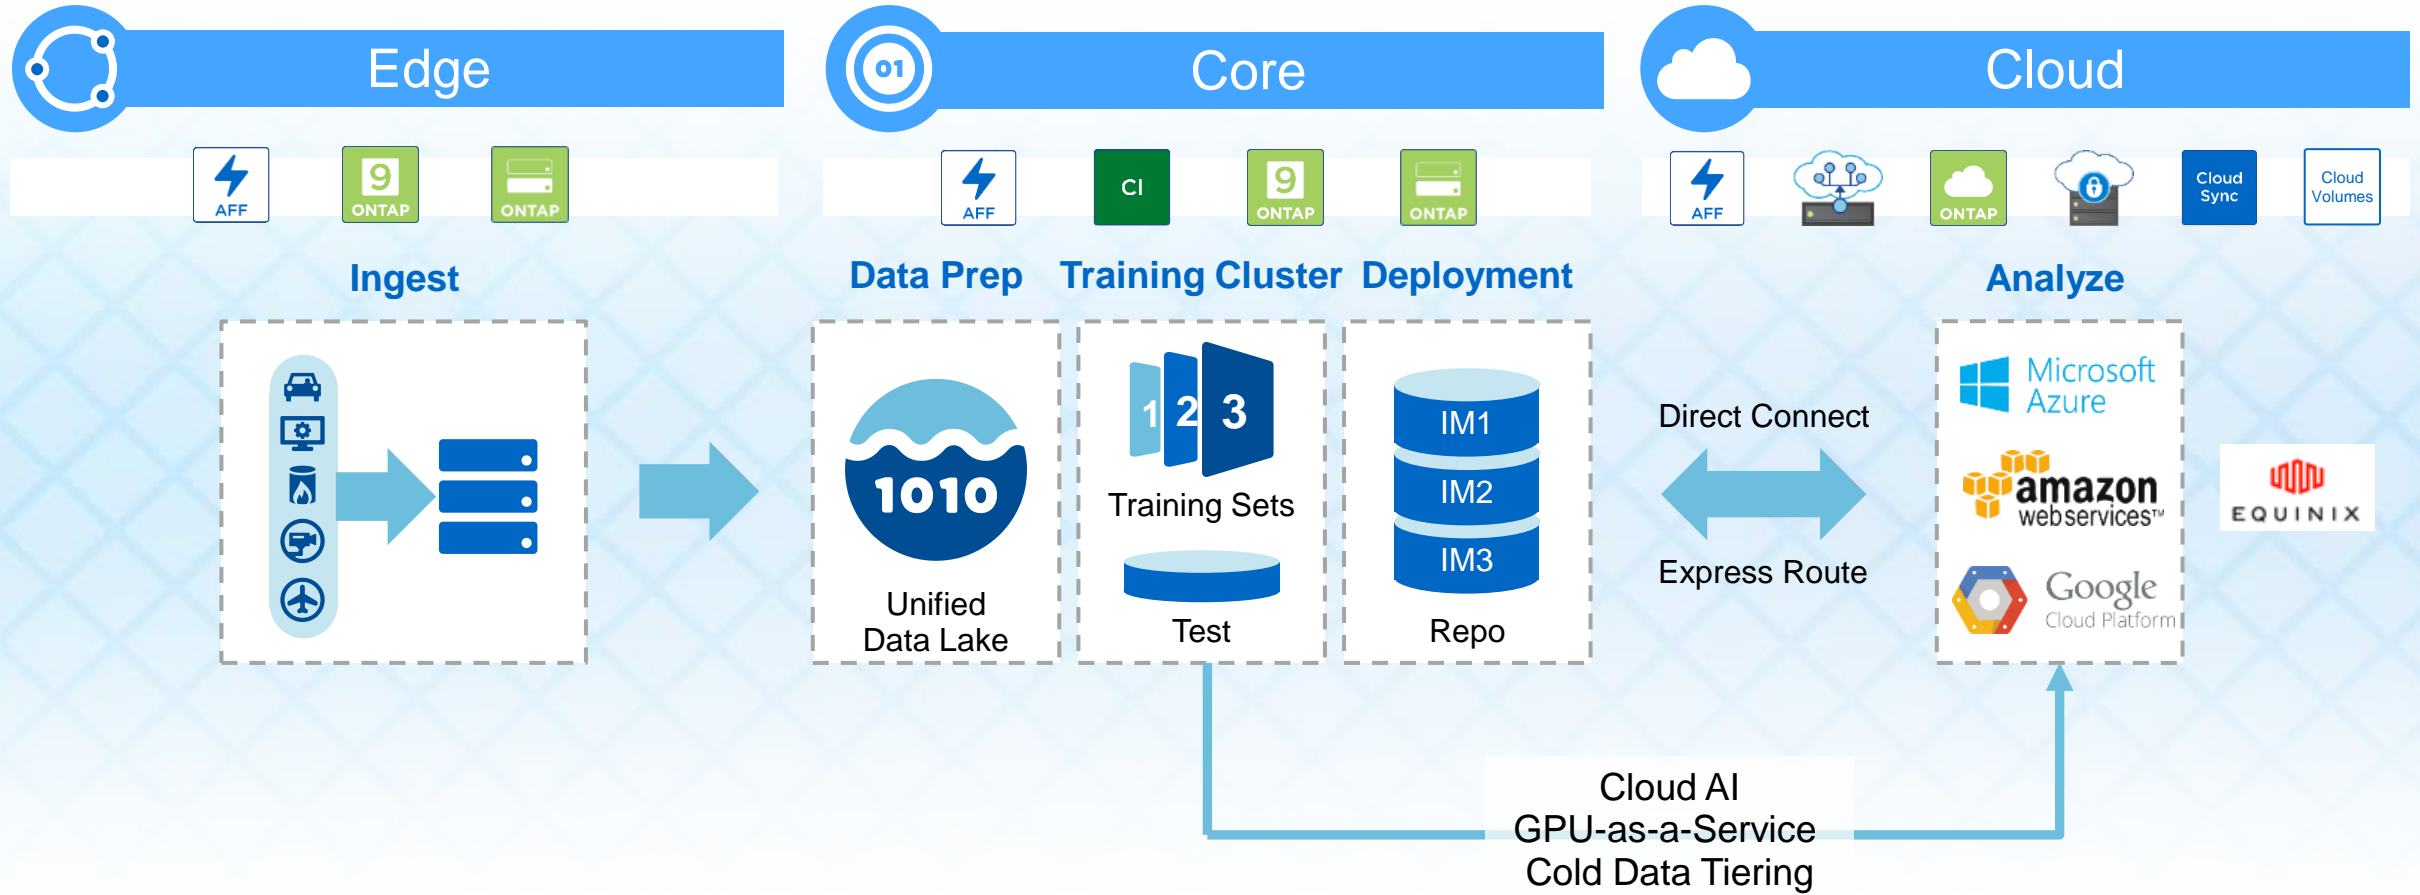 Edge
01
Core
Cloud
AFF
9
ONTAP
ONTAP
AFF
CI
9
ONTAP
ONTAP
AFF
ONTAP
Cloud
Sync
Cloud
Volumes
Ingest
Data Prep
Training Cluster
Deployment
Analyze
1010
Unified
Data Lake
1
2
3
Training Sets
Test
IM1
IM2
IM3
Repo
Direct Connect
Express Route
Microsoft
Azure
amazon
webservices™
Google
Cloud Platform
EQUINIX
Cloud AI
GPU-as-a-Service
Cold Data Tiering